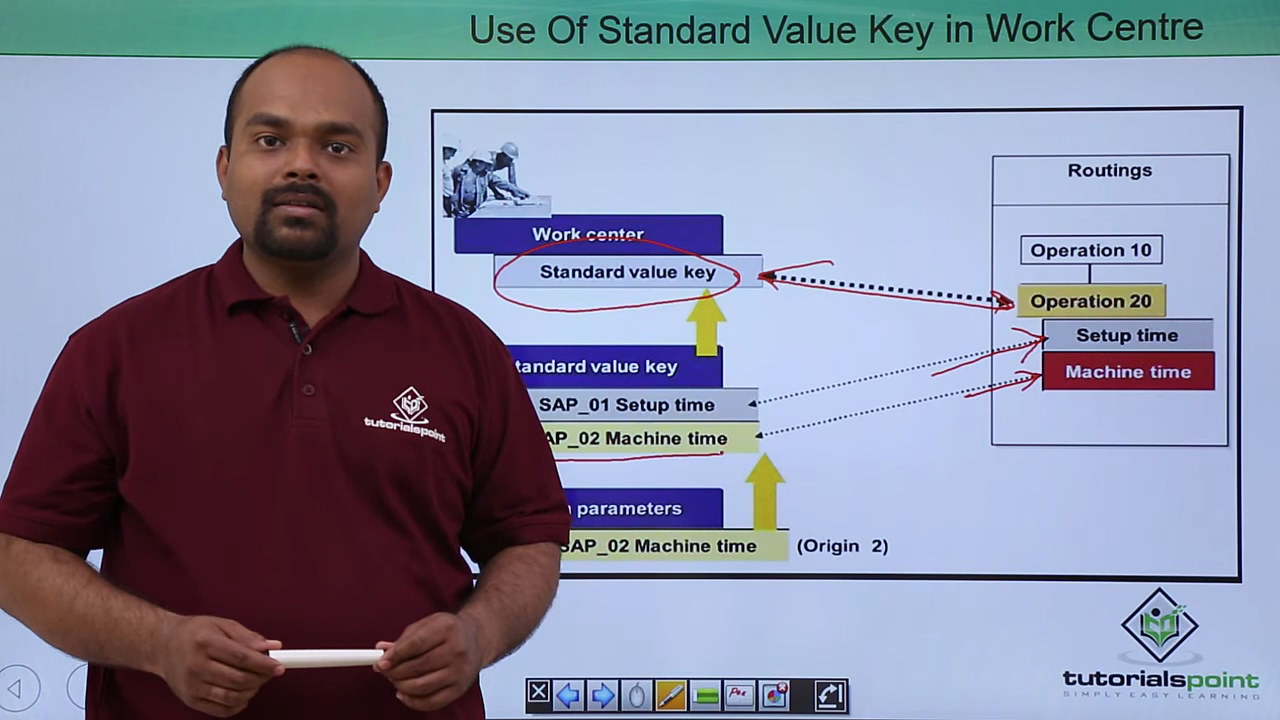 Use Of Standard Value Key in Work Centre
Routings
Work center
Operation 10
Standard value key
Operation 20
Setup time
tandard value key
Machine time
SAP_01 Setup time
AP_02 Machine time
parameters
SAP_02 Machine time
(Origin 2)
tutorialspoint
tutorialspoint
SIMPLY EASY LEARNING
Pen